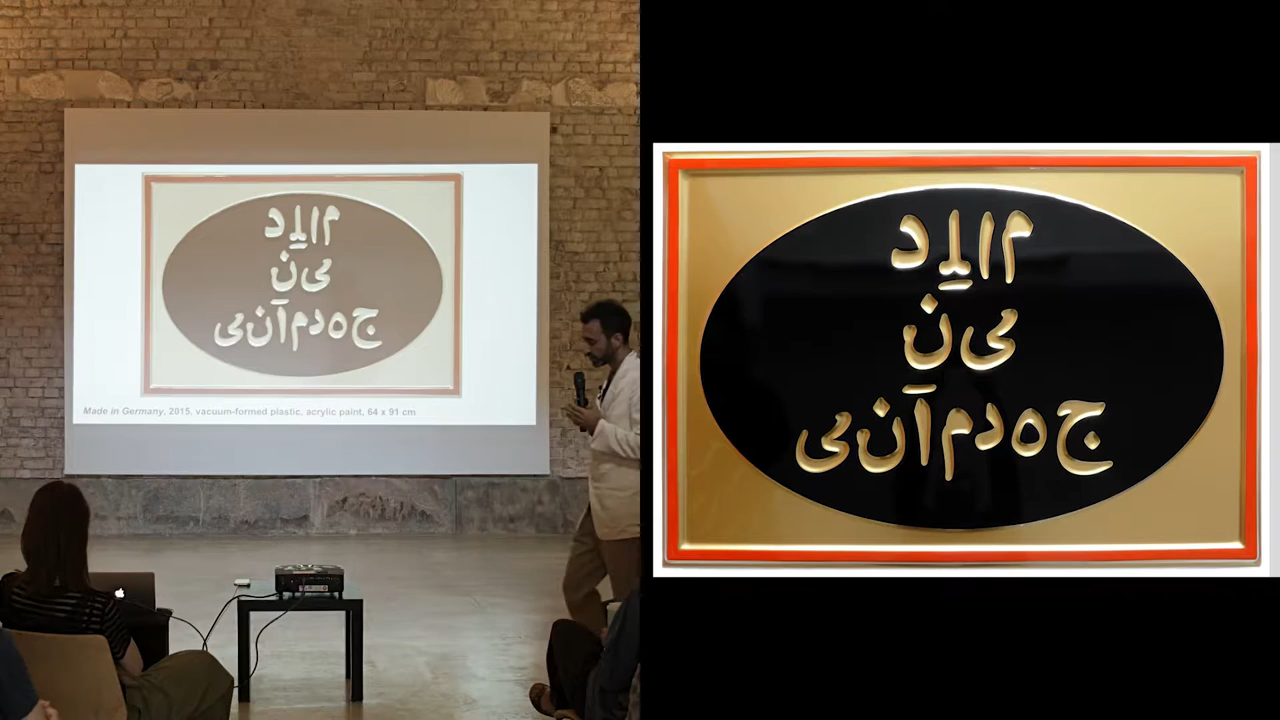 ی ن
ج ه د م آ ن ی
Made in Germany, 2015, vacuum-formed plastic, acrylic paint, 64 x 91 cm